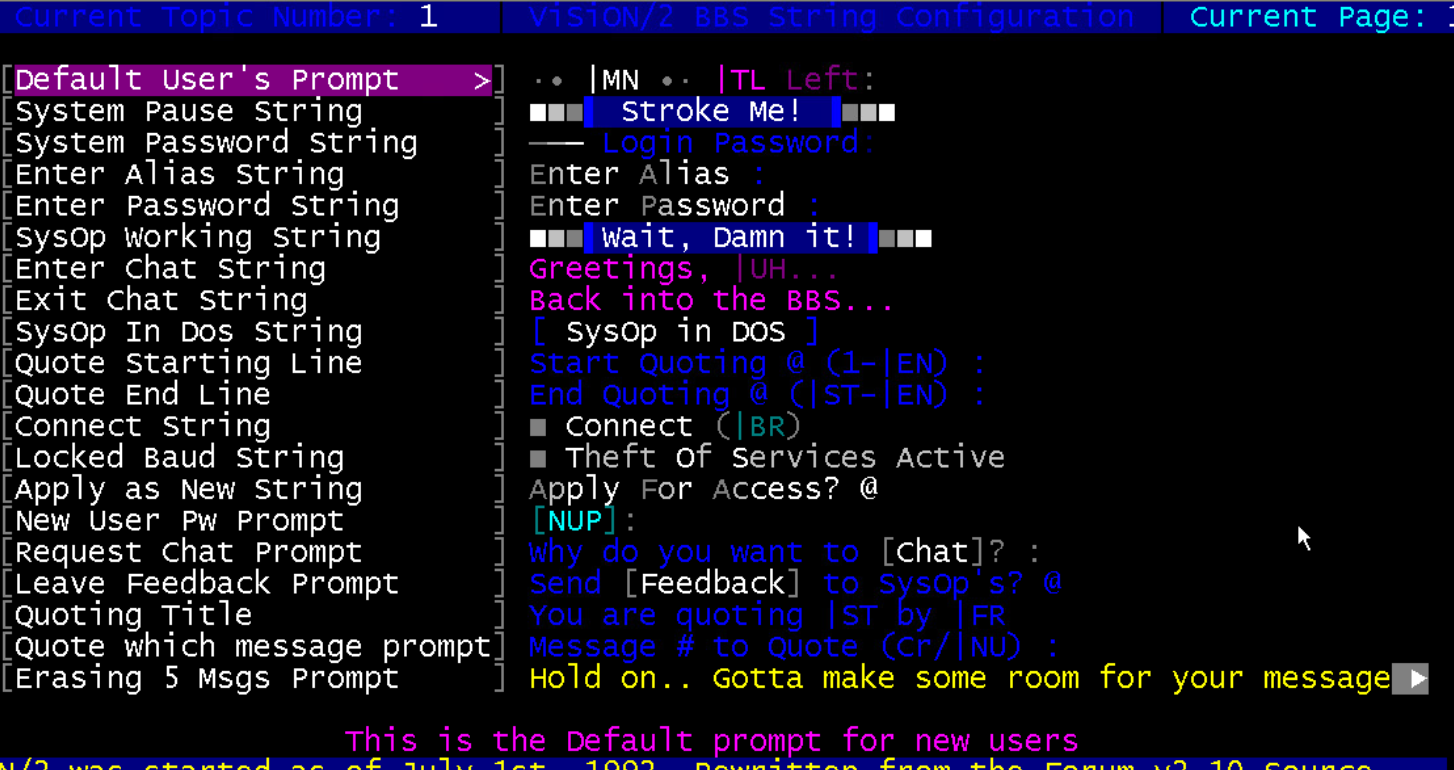 Current Topic Number: 1 ViSiON/2 BBS String Configuration Current Page: 1
[Default User's Prompt >] ·• |MN •· |TL Left:
[System Pause String ] Stroke Me!
[System Password String ] Login Password:
[Enter Alias String ] Enter Alias :
[Enter Password String ] Enter Password :
[SysOp Working String ] Wait, Damn it!
[Enter Chat String ] Greetings, |UH...
[Exit Chat String ] Back into the BBS...
[SysOp In Dos String ] [ SysOp in DOS ]
[Quote Starting Line ] Start Quoting @ (1-|EN) :
[Quote End Line ] End Quoting @ (|ST-|EN) :
[Connect String ] ■ Connect (|BR)
[Locked Baud String ] ■ Theft Of Services Active
[Apply as New String ] Apply For Access? @
[New User Pw Prompt ] [NUP]:
[Request Chat Prompt ] Why do you want to [Chat]? :
[Leave Feedback Prompt ] Send [Feedback] to SysOp's? @
[Quoting Title ] You are quoting |ST by |FR
[Quote which message prompt] Message # to Quote (Cr/|NU) :
[Erasing 5 Msgs Prompt ] Hold on.. Gotta make some room for your message
This is the Default prompt for new users
N/2 was started as of July 1st, 1992. Rewritten from the Forum v2.10 Source